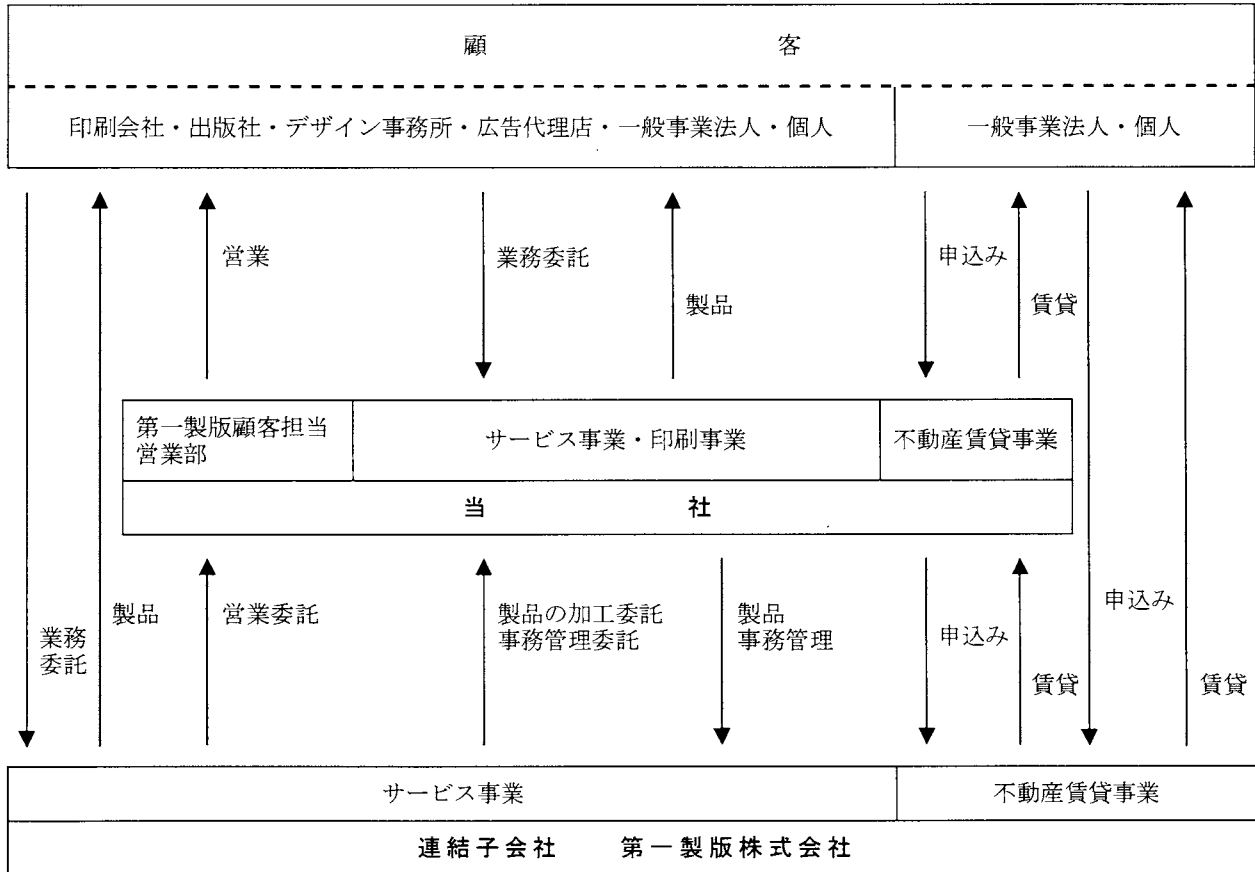 顧 客
印刷会社・出版社・デザイン事務所・広告代理店・一般事業法人・個人
一般事業法人・個人
営業
業務委託
製品
申込み
賃貸
第一製版顧客担当
営業部
サービス事業・印刷事業
不動産賃貸事業
当 社
業務
委託
製品
営業委託
製品の加工委託
事務管理委託
製品
事務管理
申込み
賃貸
申込み
賃貸
サービス事業
不動産賃貸事業
連結子会社 第一製版株式会社